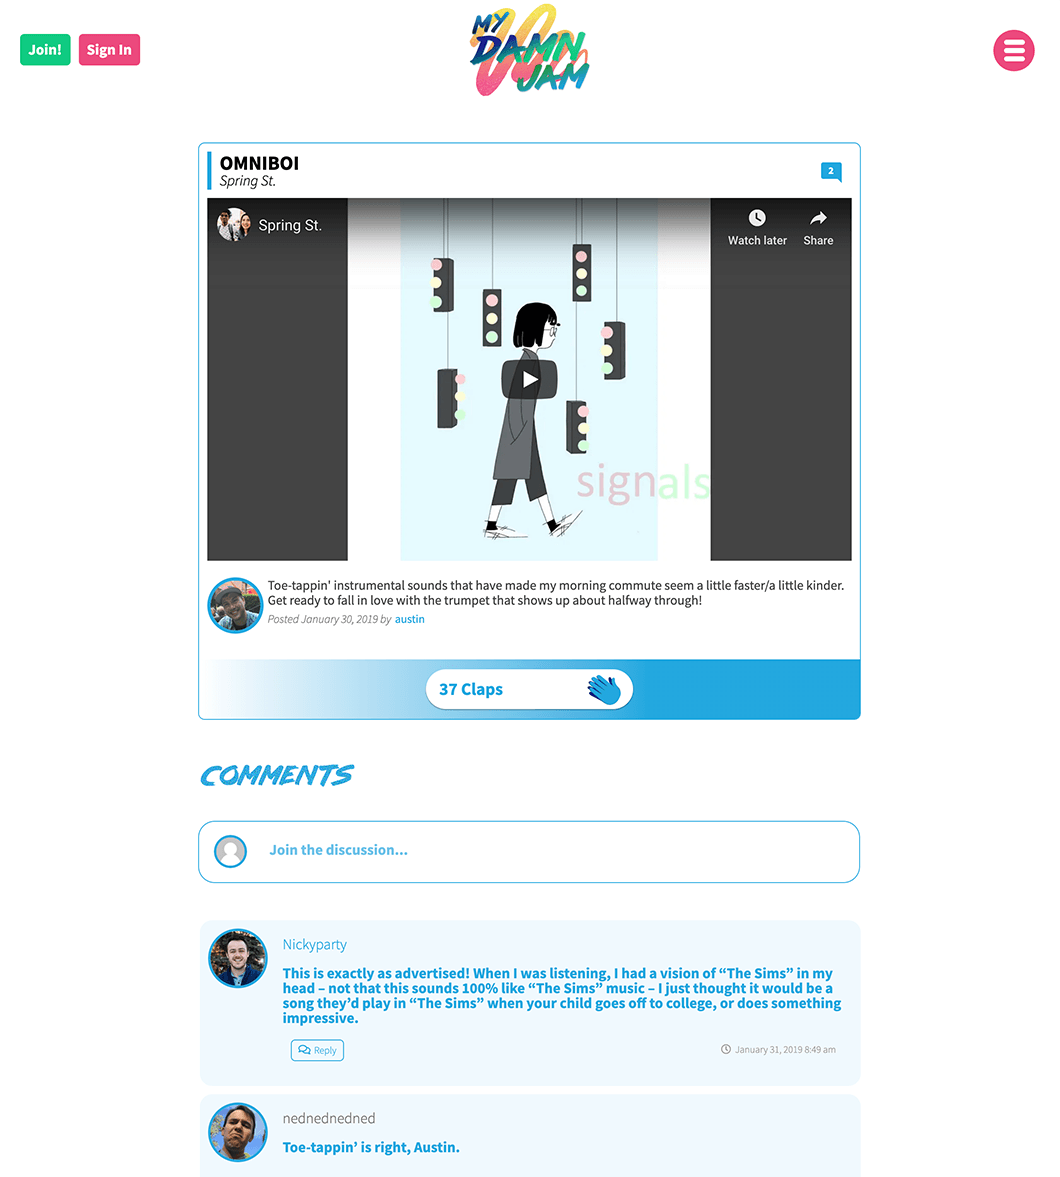 Join!
Sign In
MY
DAMN
JAM
OMNIBOI
Spring St.
2
Spring St.
Watch later
Share
signals
Toe-tappin' instrumental sounds that have made my morning commute seem a little faster/a little kinder.
Get ready to fall in love with the trumpet that shows up about halfway through!
Posted January 30, 2019 by austin
37 Claps
COMMENTS
Join the discussion...
Nickyparty
This is exactly as advertised! When I was listening, I had a vision of “The Sims” in my
head – not that this sounds 100% like “The Sims” music – I just thought it would be a
song they’d play in “The Sims” when your child goes off to college, or does something
impressive.
Reply
January 31, 2019 8:49 am
nednednedned
Toe-tappin’ is right, Austin.